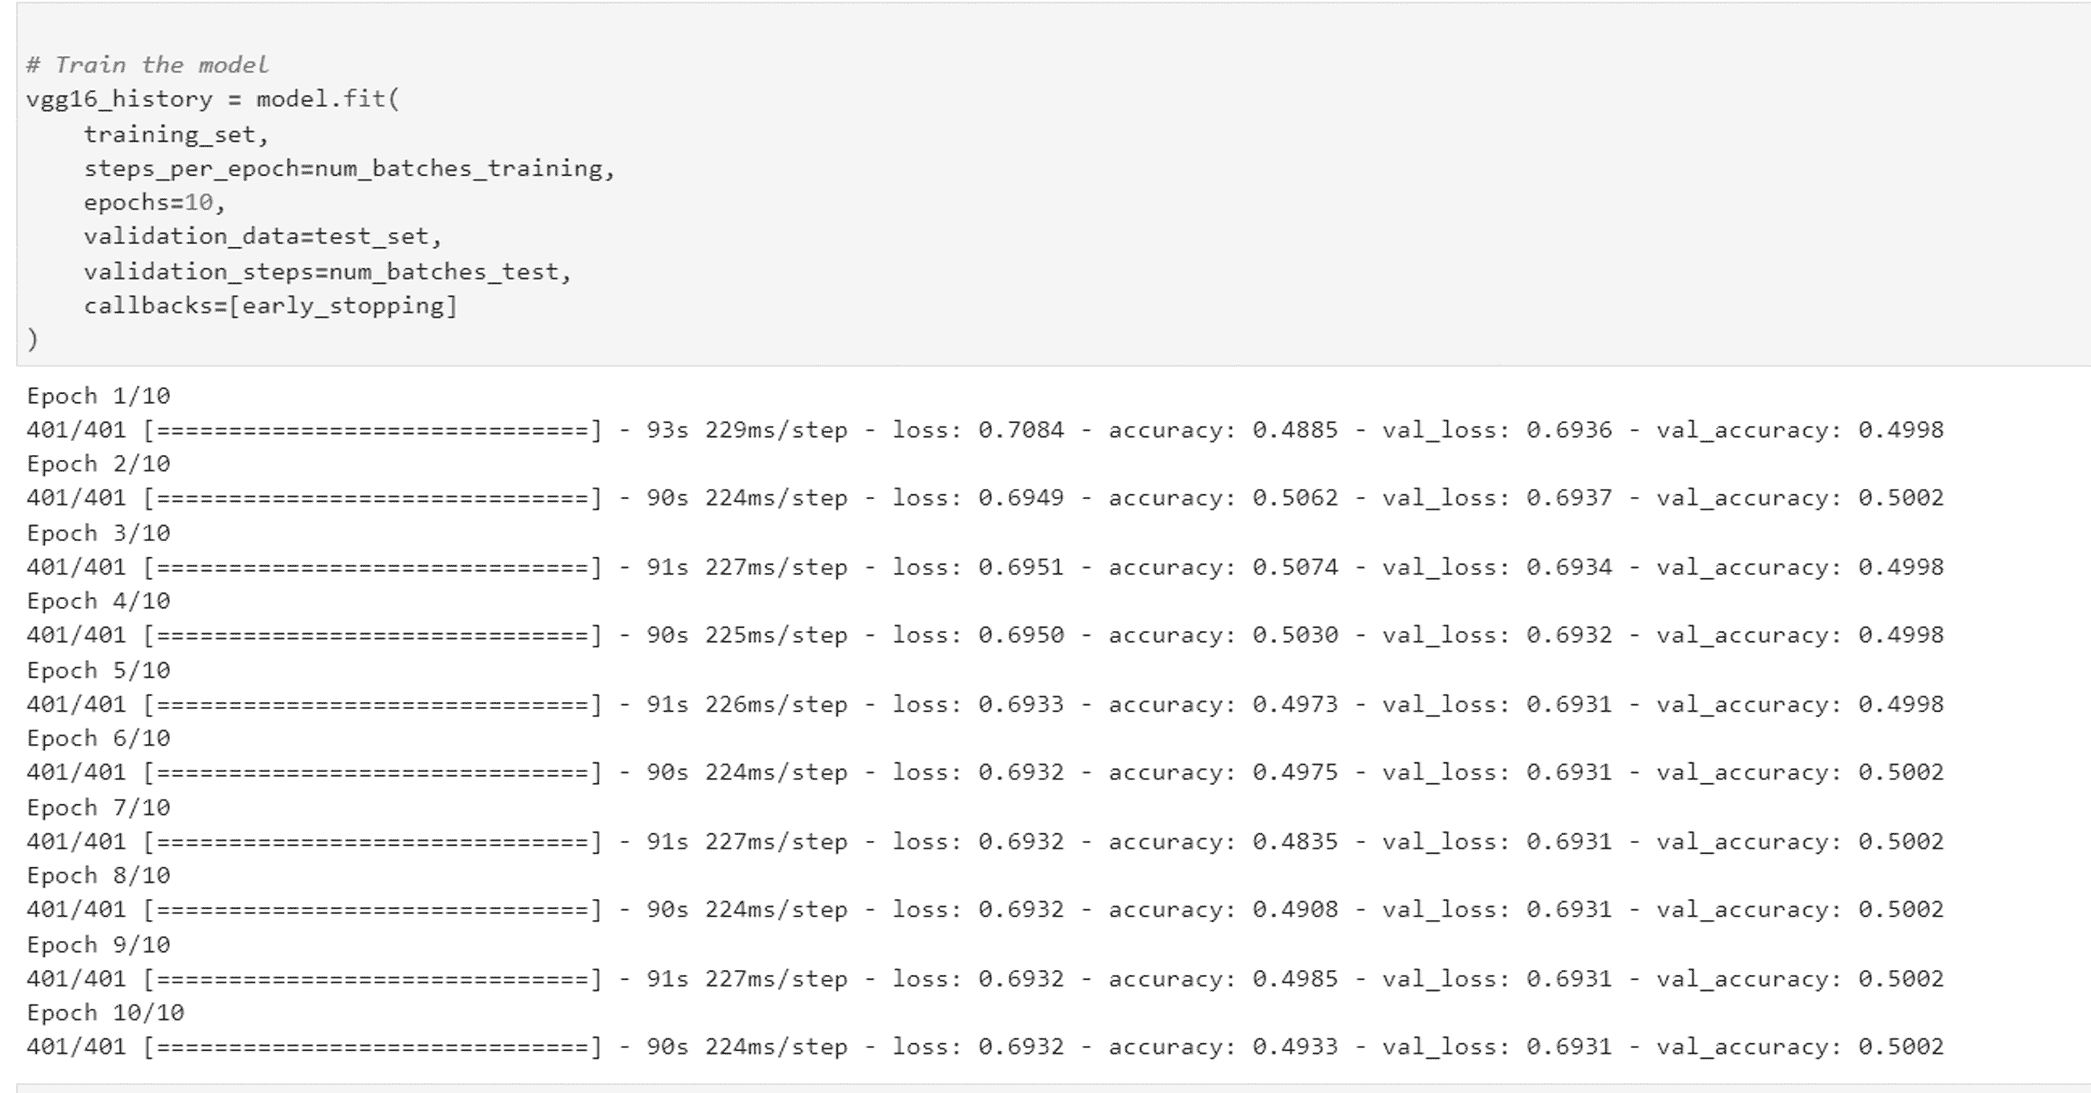 # Train the model
vgg16_history = model.fit(
    training_set,
    steps_per_epoch=num_batches_training,
    epochs=10,
    validation_data=test_set,
    validation_steps=num_batches_test,
    callbacks=[early_stopping]
)
Epoch 1/10
401/401 [==============================] - 93s 229ms/step - loss: 0.7084 - accuracy: 0.4885 - val_loss: 0.6936 - val_accuracy: 0.4998
Epoch 2/10
401/401 [==============================] - 90s 224ms/step - loss: 0.6949 - accuracy: 0.5062 - val_loss: 0.6937 - val_accuracy: 0.5002
Epoch 3/10
401/401 [==============================] - 91s 227ms/step - loss: 0.6951 - accuracy: 0.5074 - val_loss: 0.6934 - val_accuracy: 0.4998
Epoch 4/10
401/401 [==============================] - 90s 225ms/step - loss: 0.6950 - accuracy: 0.5030 - val_loss: 0.6932 - val_accuracy: 0.4998
Epoch 5/10
401/401 [==============================] - 91s 226ms/step - loss: 0.6933 - accuracy: 0.4973 - val_loss: 0.6931 - val_accuracy: 0.4998
Epoch 6/10
401/401 [==============================] - 90s 224ms/step - loss: 0.6932 - accuracy: 0.4975 - val_loss: 0.6931 - val_accuracy: 0.5002
Epoch 7/10
401/401 [==============================] - 91s 227ms/step - loss: 0.6932 - accuracy: 0.4835 - val_loss: 0.6931 - val_accuracy: 0.5002
Epoch 8/10
401/401 [==============================] - 90s 224ms/step - loss: 0.6932 - accuracy: 0.4908 - val_loss: 0.6931 - val_accuracy: 0.5002
Epoch 9/10
401/401 [==============================] - 91s 227ms/step - loss: 0.6932 - accuracy: 0.4985 - val_loss: 0.6931 - val_accuracy: 0.5002
Epoch 10/10
401/401 [==============================] - 90s 224ms/step - loss: 0.6932 - accuracy: 0.4933 - val_loss: 0.6931 - val_accuracy: 0.5002